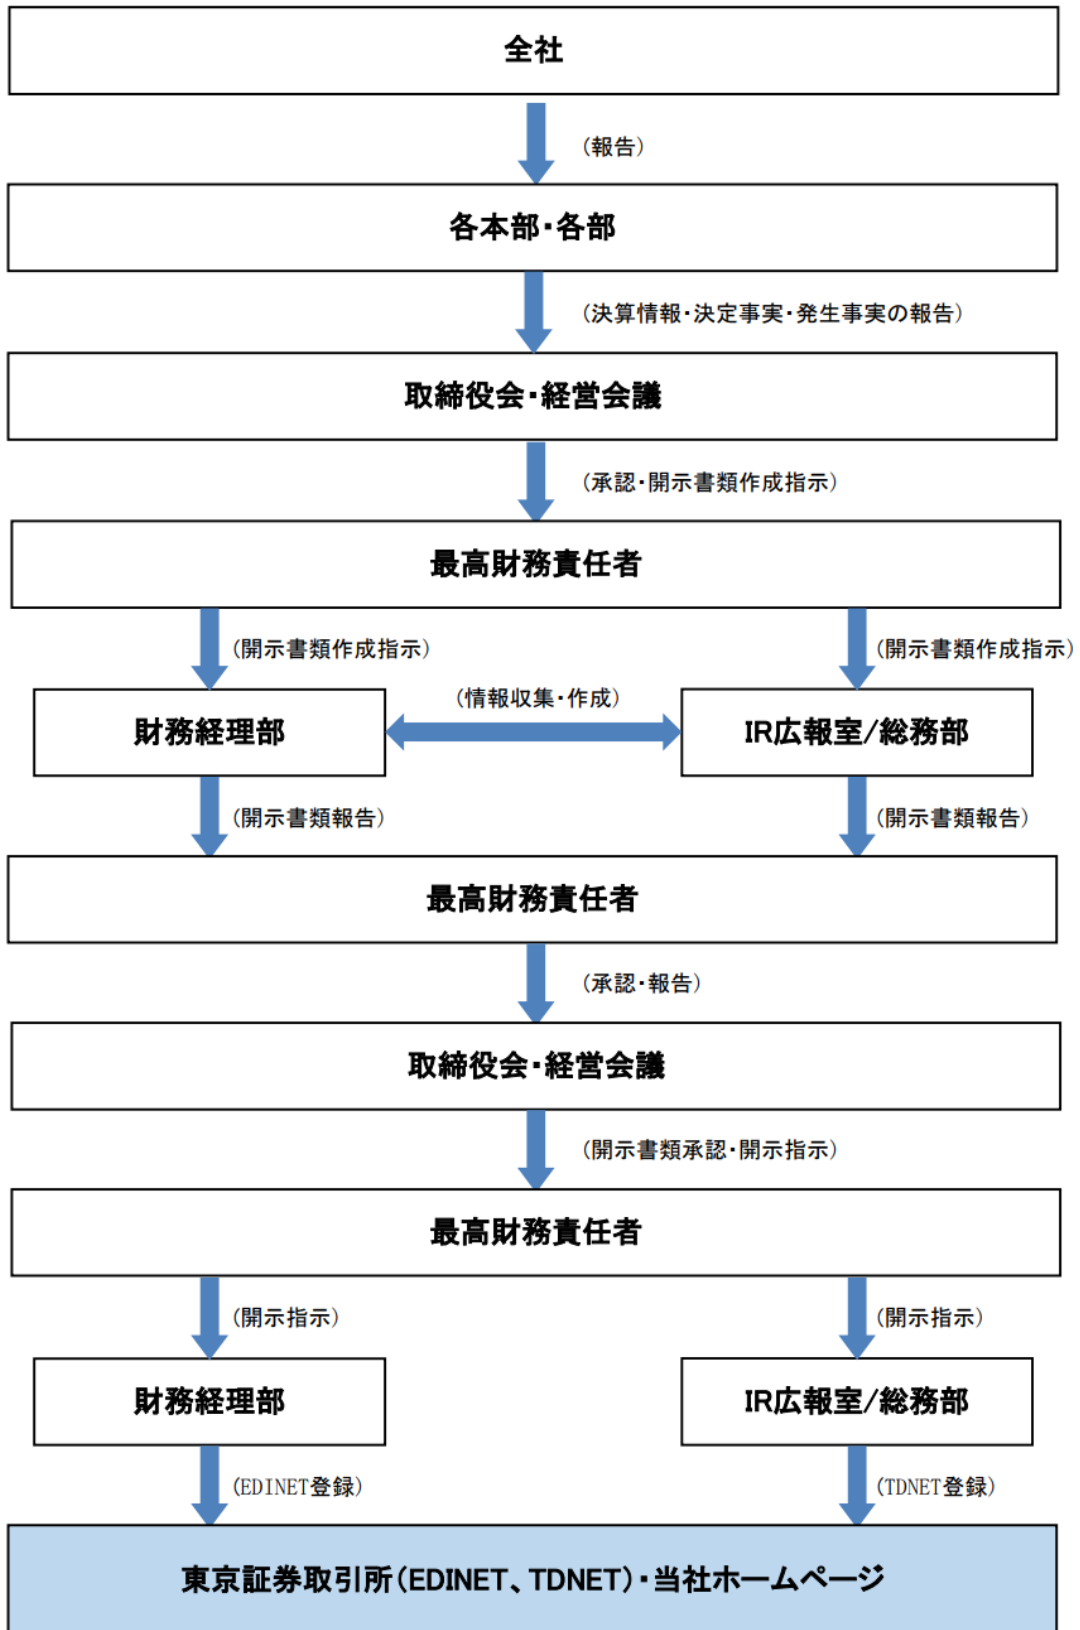 全社
(報告)
各本部・各部
(決算情報・決定事実・発生事実の報告)
取締役会・経営会議
(承認・開示書類作成指示)
最高財務責任者
(開示書類作成指示)
(開示書類作成指示)
(情報収集・作成)
財務経理部
IR広報室/総務部
(開示書類報告)
(開示書類報告)
最高財務責任者
(承認・報告)
取締役会・経営会議
(開示書類承認・開示指示)
最高財務責任者
(開示指示)
(開示指示)
財務経理部
IR広報室/総務部
(EDINET登録)
(TDNET登録)
東京証券取引所(EDINET、TDNET)・当社ホームページ